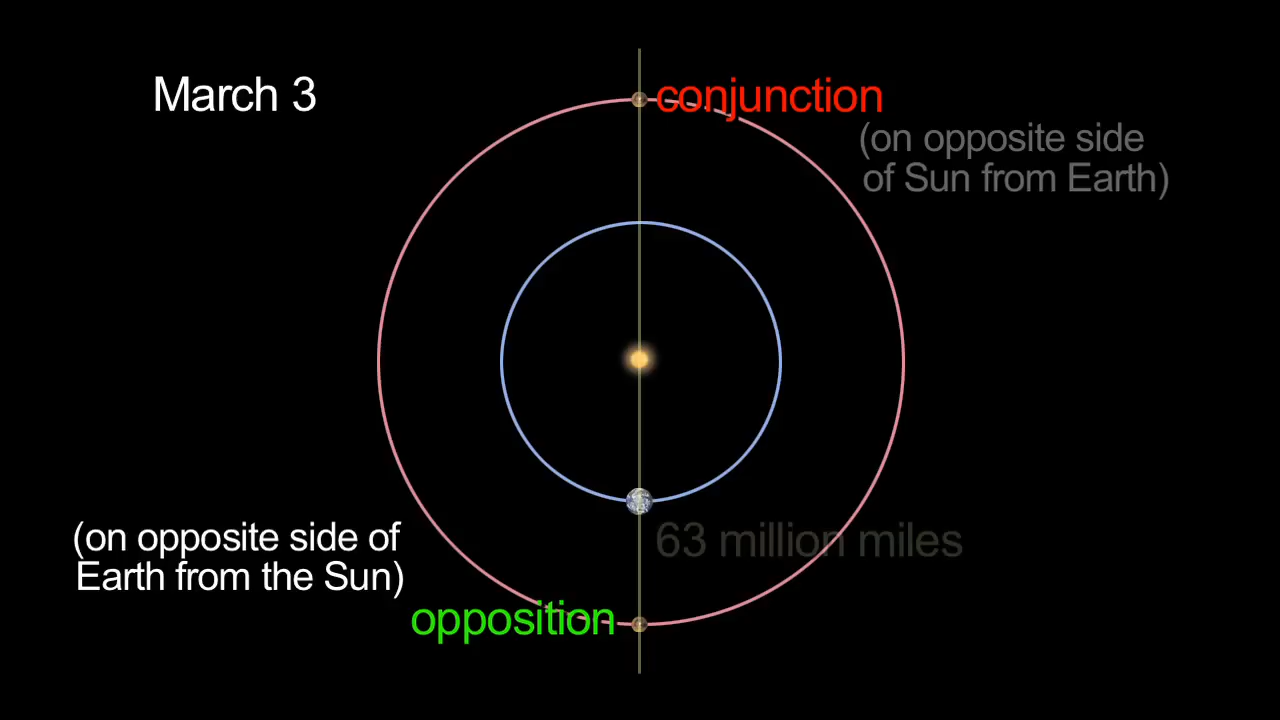 March 3
conjunction
(on opposite side
of Sun from Earth)
(on opposite side of
Earth from the Sun)
63 million miles
opposition